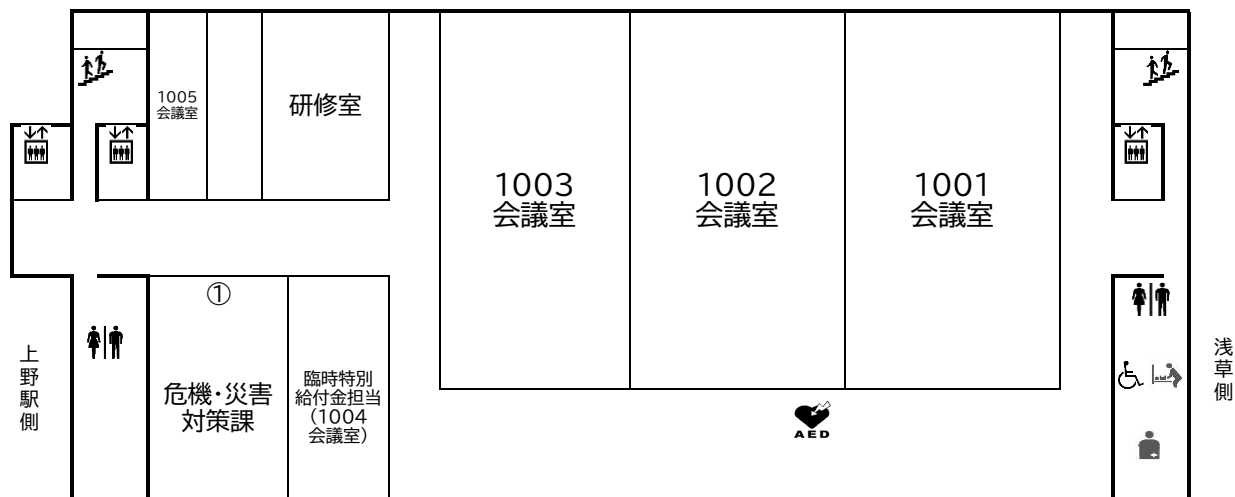 1005
会議室
研修室
1003
会議室
1002
会議室
1001
会議室
①
危機・災害
対策課
臨時特別
給付金担当
(1004
会議室)
上野駅側
浅草側
AED